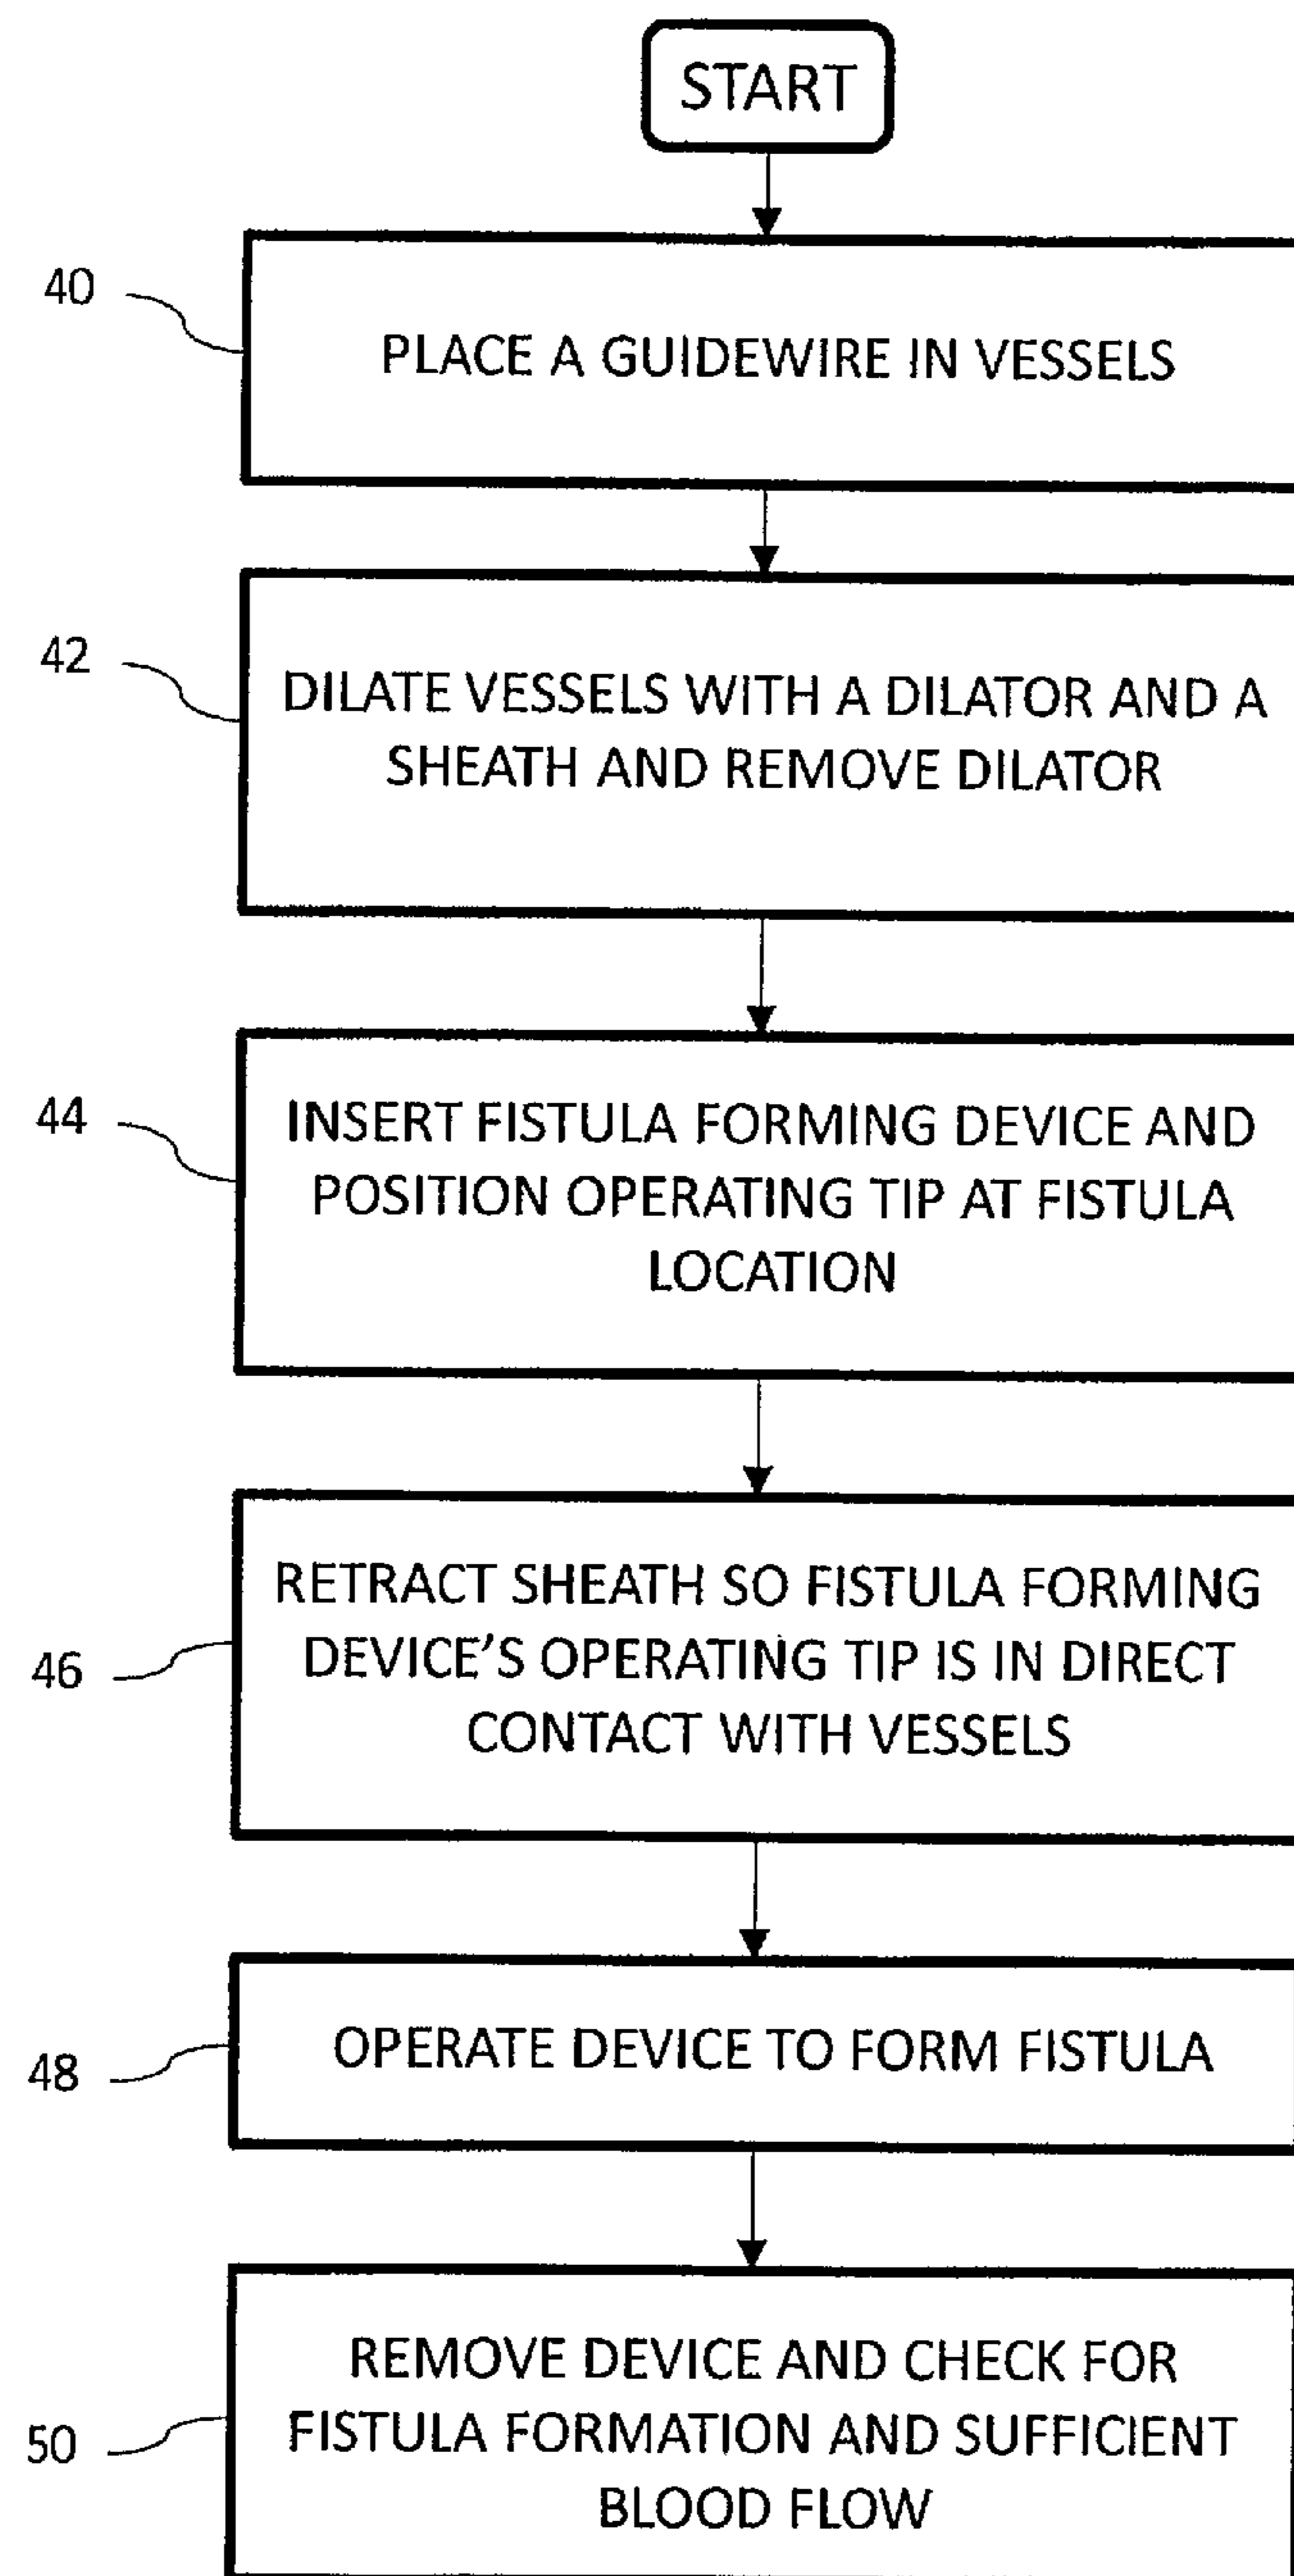 START
40
PLACE A GUIDEWIRE IN VESSELS
42
DILATE VESSELS WITH A DILATOR AND A
SHEATH AND REMOVE DILATOR
44
INSERT FISTULA FORMING DEVICE AND
POSITION OPERATING TIP AT FISTULA
LOCATION
46
RETRACT SHEATH SO FISTULA FORMING
DEVICE'S OPERATING TIP IS IN DIRECT
CONTACT WITH VESSELS
48
OPERATE DEVICE TO FORM FISTULA
50
REMOVE DEVICE AND CHECK FOR
FISTULA FORMATION AND SUFFICIENT
BLOOD FLOW